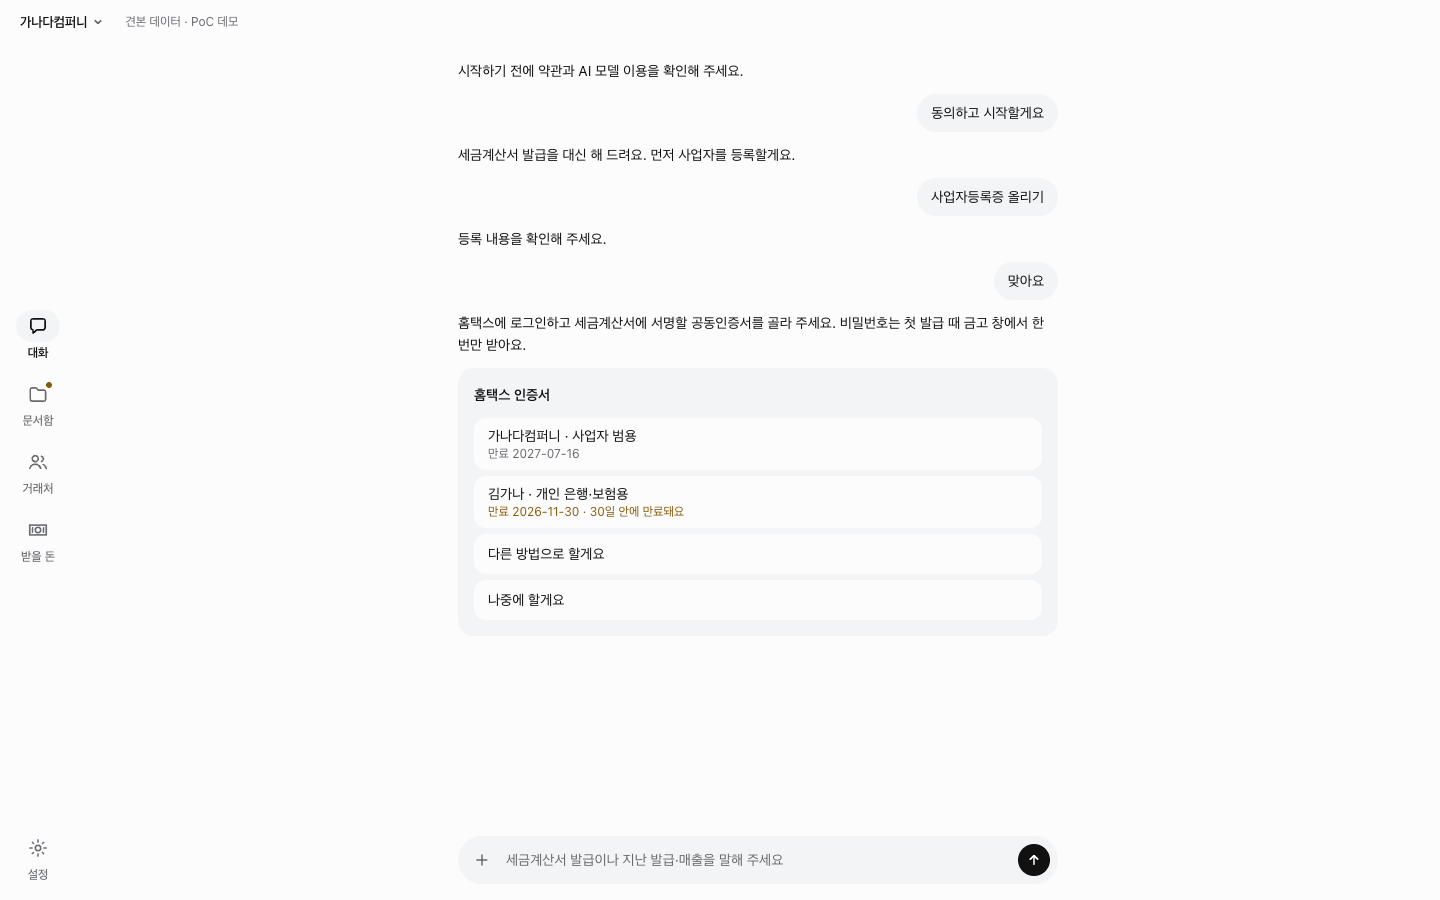 가나다컴퍼니
견본 데이터 · PoC 데모
시작하기 전에 약관과 AI 모델 이용을 확인해 주세요.
동의하고 시작할게요
세금계산서 발급을 대신 해 드려요. 먼저 사업자를 등록할게요.
사업자등록증 올리기
등록 내용을 확인해 주세요.
맞아요
홈택스에 로그인하고 세금계산서에 서명할 공동인증서를 골라 주세요. 비밀번호는 첫 발급 때 금고 창에서 한
번만 받아요.
홈택스 인증서
가나다컴퍼니 · 사업자 범용
만료 2027-07-16
김가나 · 개인 은행·보험용
만료 2026-11-30 · 30일 안에 만료돼요
다른 방법으로 할게요
나중에 할게요
대화
문서함
거래처
받을 돈
설정
세금계산서 발급이나 지난 발급·매출을 말해 주세요